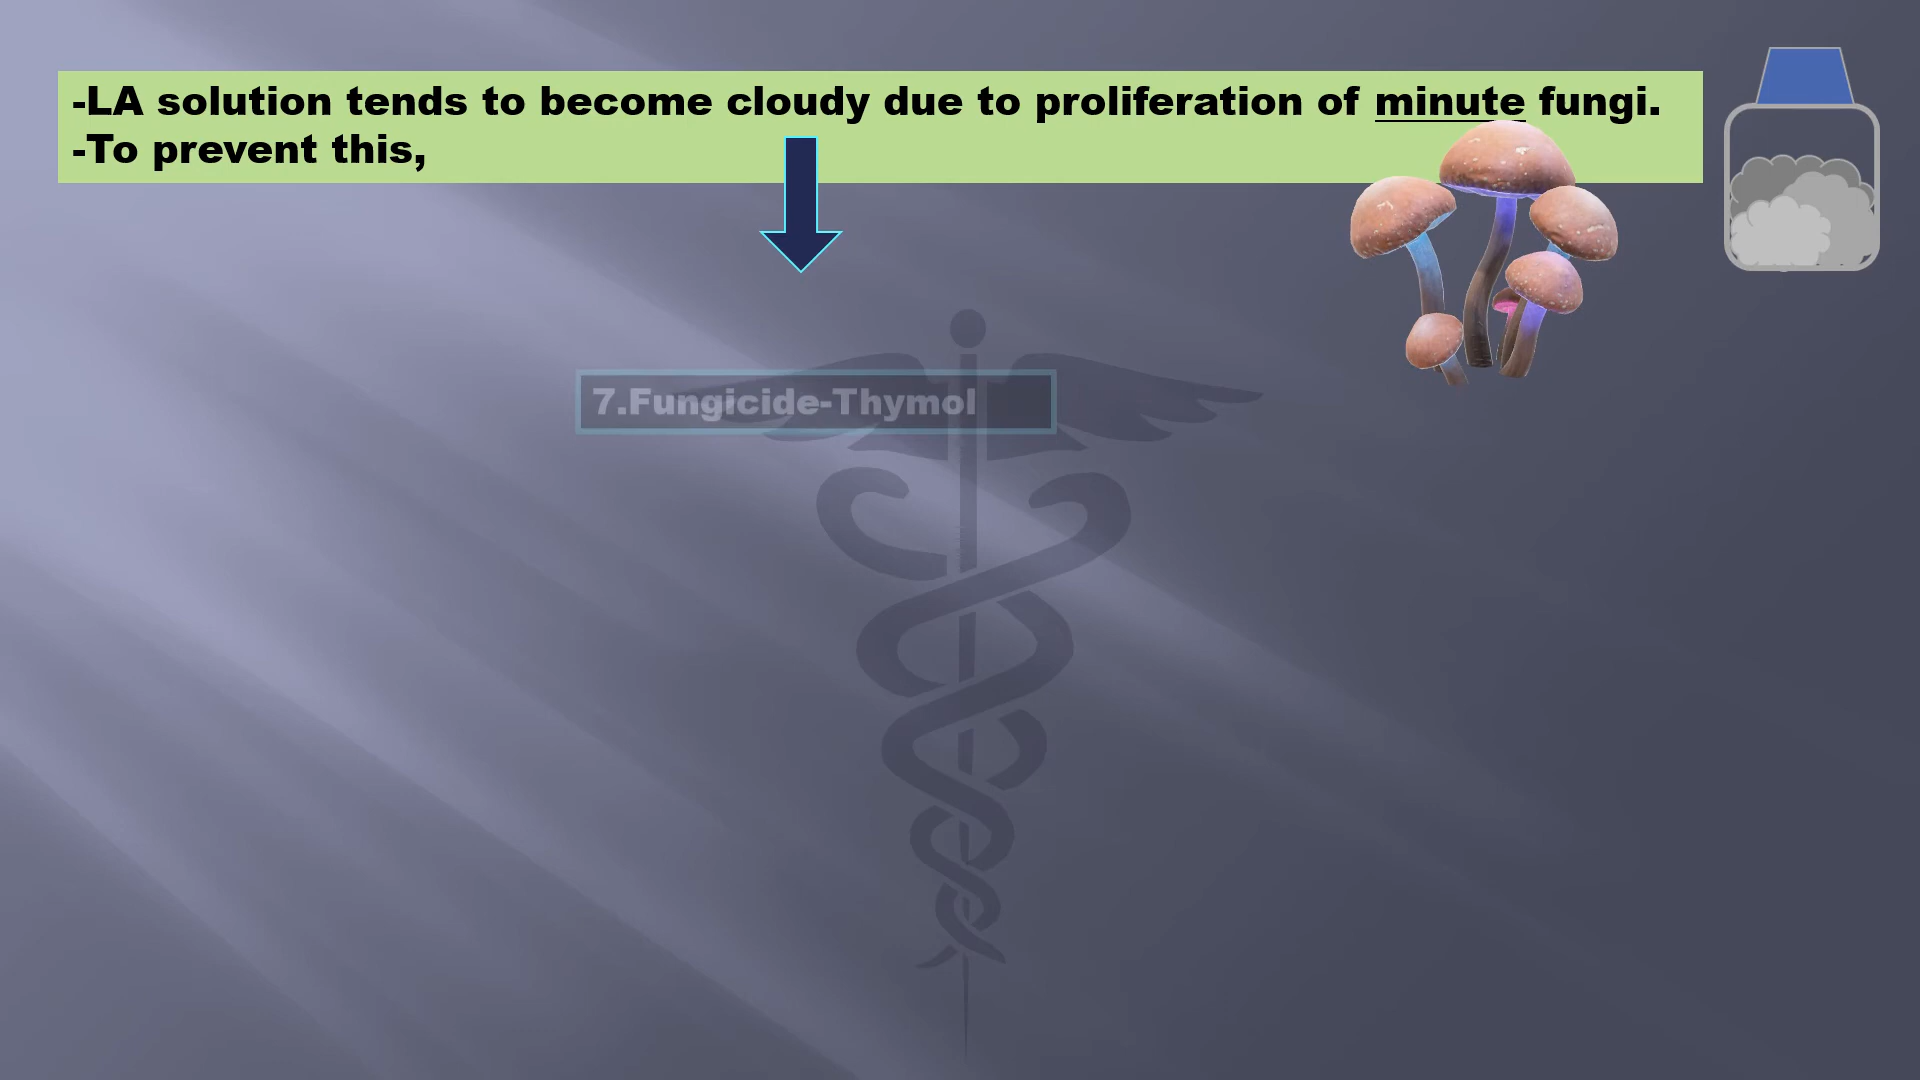 -LA solution tends to become cloudy due to proliferation of minute fungi.
-To prevent this,
7.Fungicide-Thymol